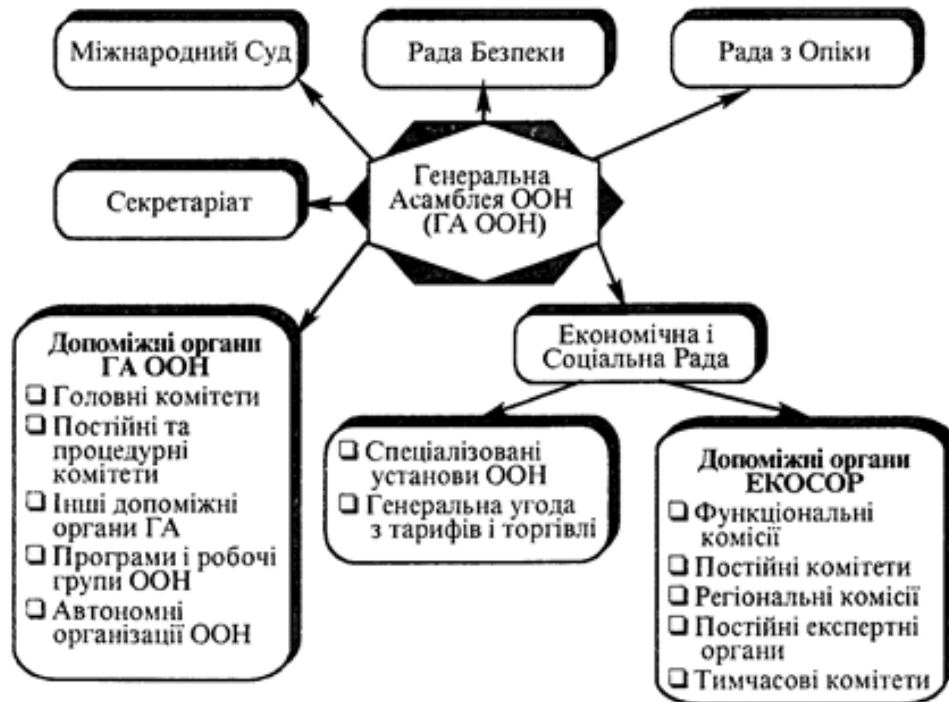 Міжнародний Суд
Рада Безпеки
Рада з Опіки
Генеральна
Асамблея ООН
(ГА ООН)
Секретаріат
Економічна і
Соціальна Рада
Допоміжні органи
ГА ООН
❑ Головні комітети
❑ Постійні та
процедурні
комітети
❑ Інші допоміжні
органи ГА
❑ Програми і робочі
групи ООН
❑ Автономні
організації ООН
❑ Спеціалізовані
установи ООН
❑ Генеральна угода
з тарифів і торгівлі
Допоміжні органи
ЕКОСОР
❑ Функціональні
комісії
❑ Постійні комітети
❑ Регіональні комісії
❑ Постійні експертні
органи
❑ Тимчасові комітети